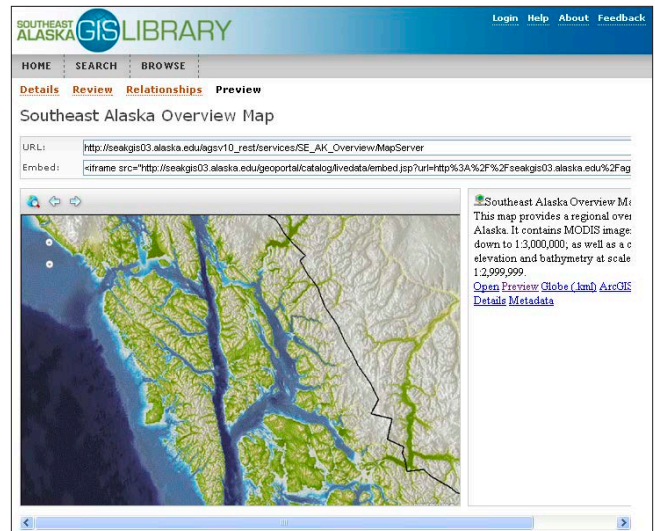 SOUTHEAST
ALASKA GIS LIBRARY
Login Help About Feedback
HOME SEARCH BROWSE
Details Review Relationships Preview
Southeast Alaska Overview Map
URL: http://seakgis03.alaska.edu/agsv10_rest/services/SE_AK_Overview/MapServer
Embed: <iframe src="http://seakgis03.alaska.edu/geoportal/catalog/livedata/embed.jsp?url=http%3A%2F%2Fseakgis03.alaska.edu%2Fag
Southeast Alaska Overview Ma
This map provides a regional over
Alaska. It contains MODIS image
down to 1:3,000,000; as well as a c
elevation and bathymetry at scale
1:2,999,999.
Open Preview Globe (.kml) ArcGIS
Details Metadata